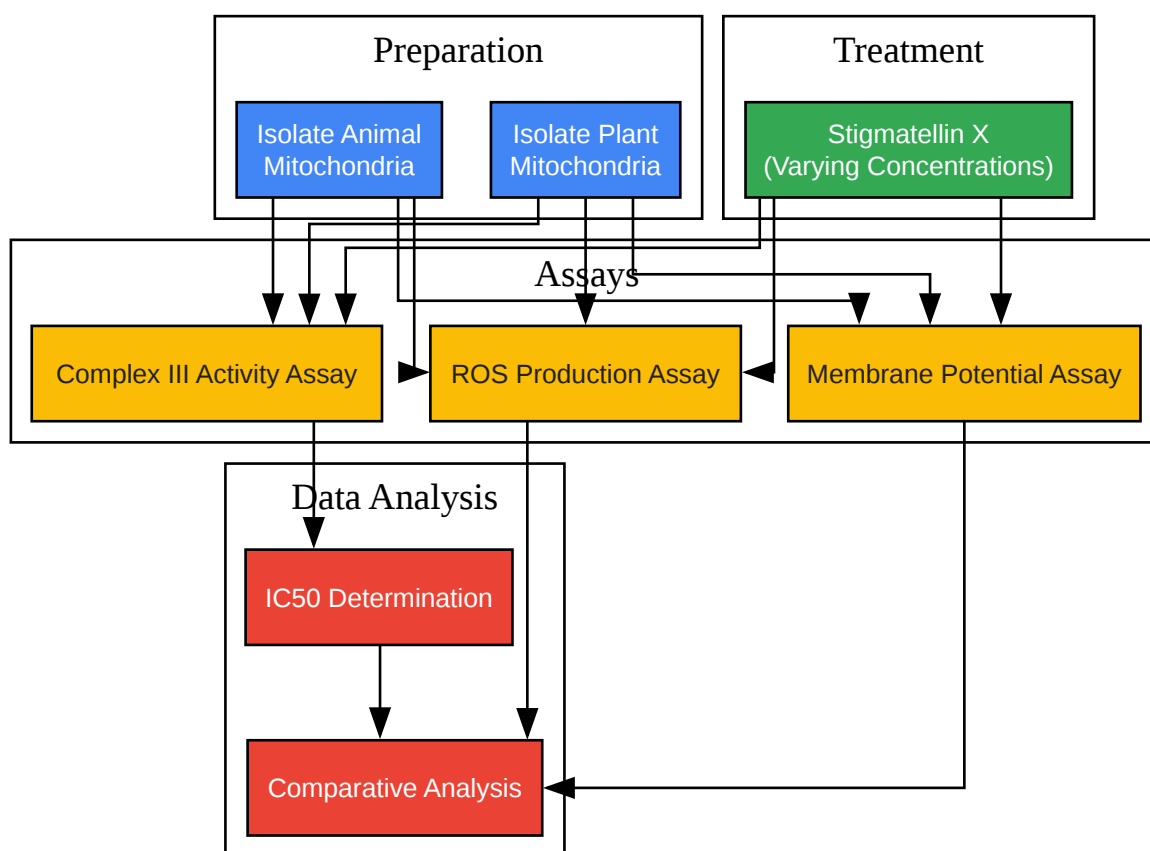 Preparation
Treatment
Isolate Animal
Mitochondria
Isolate Plant
Mitochondria
Stigmatellin X
(Varying Concentrations)
Assays
Complex III Activity Assay
ROS Production Assay
Membrane Potential Assay
Data Analysis
IC50 Determination
Comparative Analysis